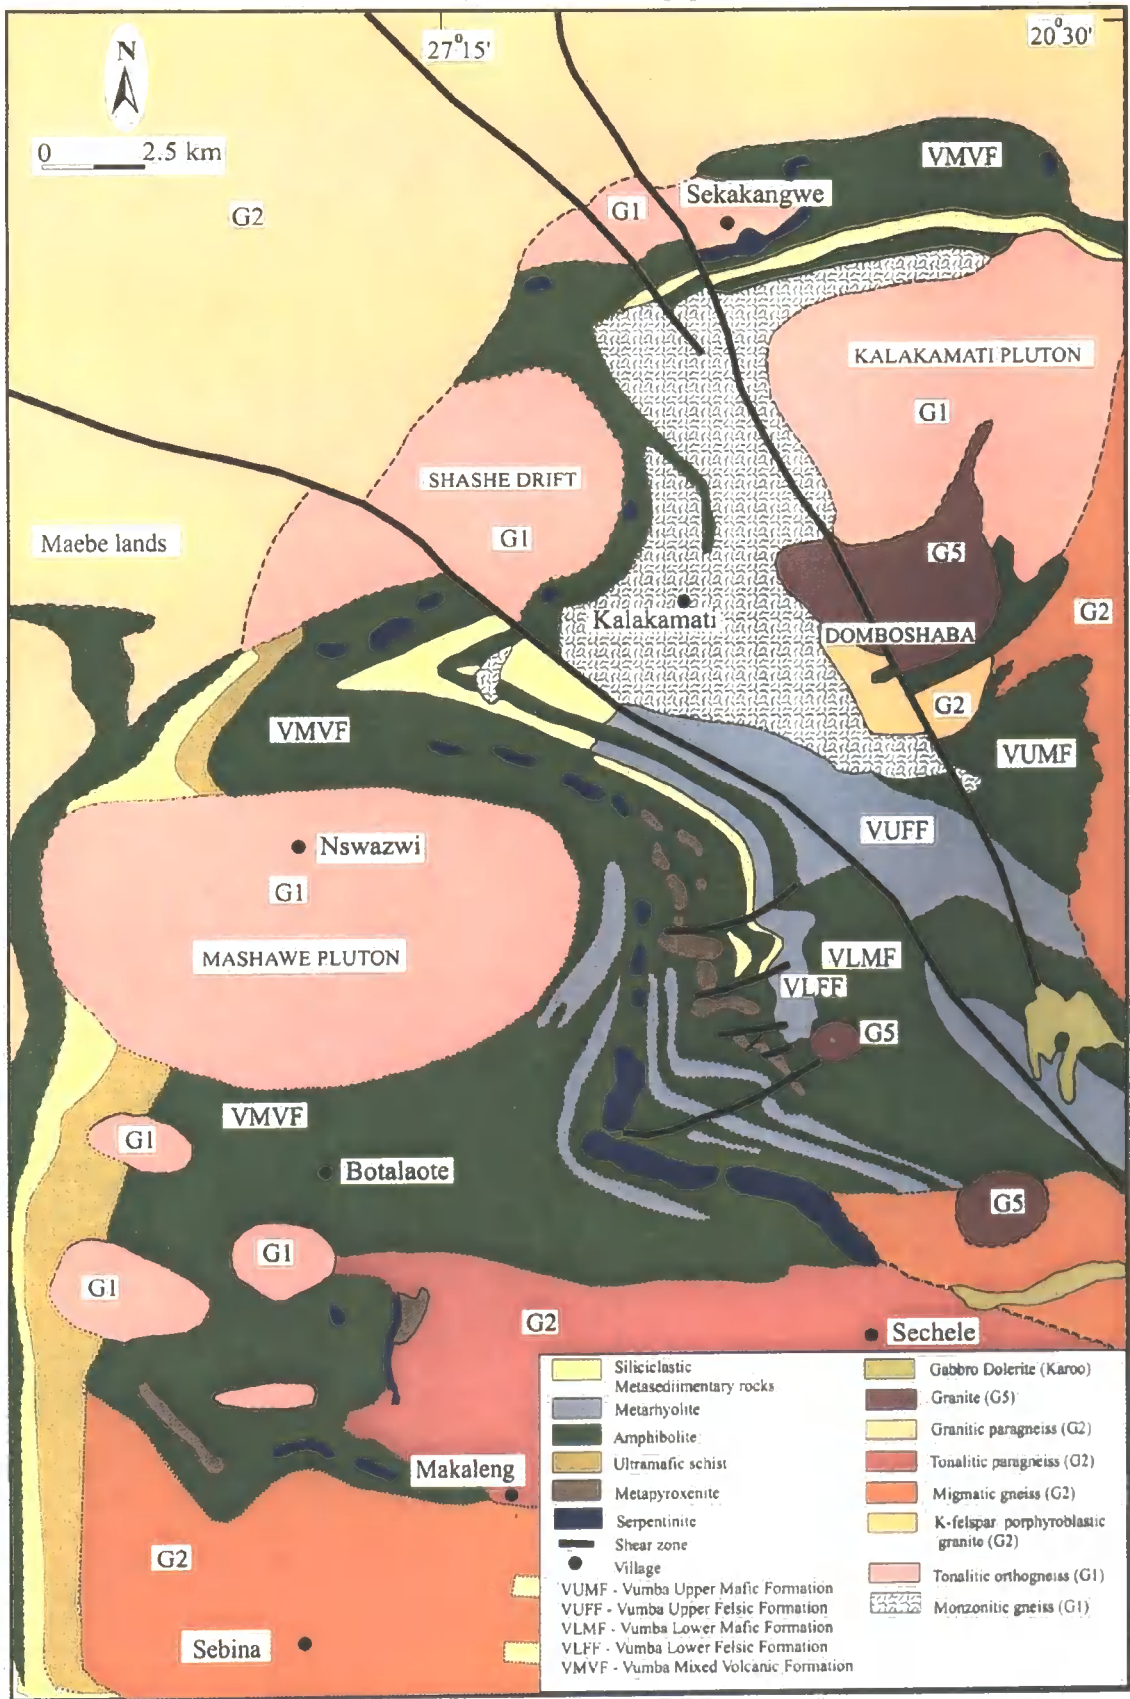 27°15'
20°30'
N
0 2.5 km
VMVF
G2
G1
Sekakangwe
KALAKAMATI PLUTON
G1
SHASHE DRIFT
G1
Maebe lands
G5
Kalakamati
G2
DOMBOSHABA
G2
VMVF
VUMF
VUFF
Nswazwi
G1
MASHAWE PLUTON
VLMF
VLFF
G5
VMVF
G1
Botalaote
G5
G1
G1
G2
Sechele
Makaleng
G2
Sebina
Siliciclastic
Metasediimentary rocks
Metarhyolite
Amphibolite
Ultramafic schist
Metapyroxenite
Serpentinite
Shear zone
Village
VUMF - Vumba Upper Mafic Formation
VUFF - Vumba Upper Felsic Formation
VLMF - Vumba Lower Mafic Formation
VLFF - Vumba Lower Felsic Formation
VMVF - Vumba Mixed Volcanic Formation
Gabbro Dolerite (Karoo)
Granite (G5)
Granitic paragneiss (G2)
Tonalitic paragneiss (G2)
Migmatic gneiss (G2)
K-felspar porphyroblastic
granite (G2)
Tonalitic orthogneiss (G1)
Monzonitic gneiss (G1)